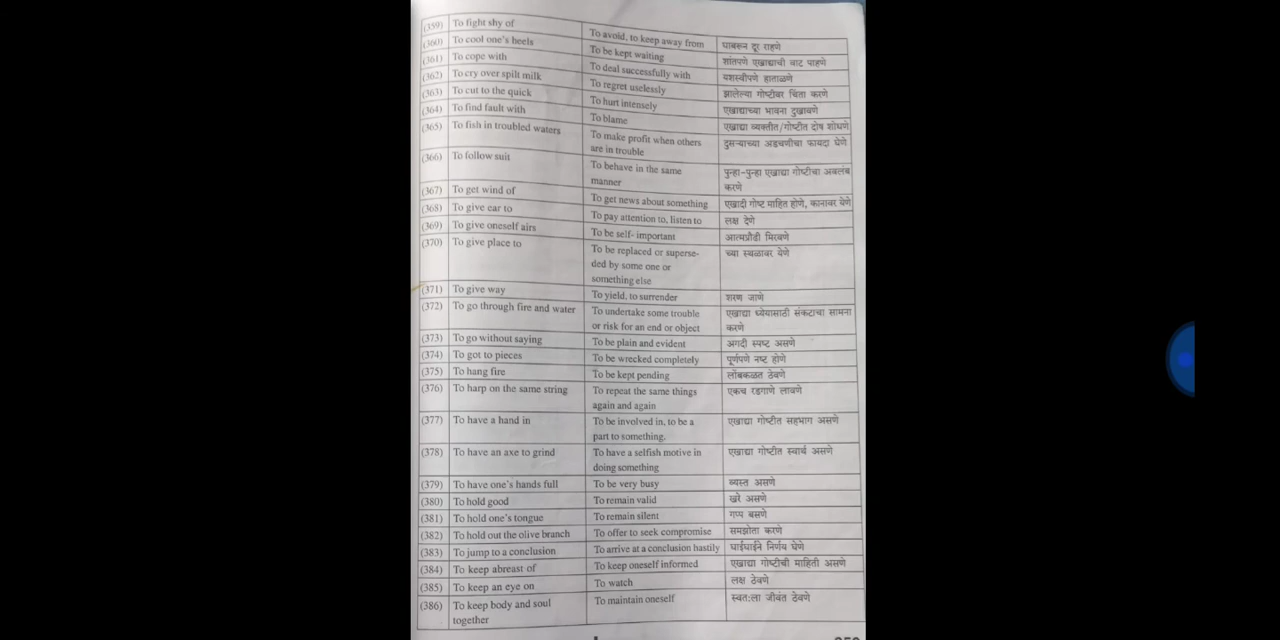 (359) To fight shy of To avoid, to keep away from घाबरून दूर राहणे
(360) To cool one's heels To be kept waiting शांतपणे एखाद्याची वाट पाहणे
(361) To cope with To deal successfully with यशस्वीपणे हाताळणे
(362) To cry over spilt milk To regret uselessly झालेल्या गोष्टीवर चिंता करणे
(363) To cut to the quick To hurt intensely एखाद्याच्या भावना दुखावणे
(364) To find fault with To blame एखाद्या व्यक्तीत/गोष्टीत दोष शोधणे
(365) To fish in troubled waters To make profit when others दुसऱ्याच्या अडचणीचा फायदा घेणे
are in trouble
(366) To follow suit To behave in the same पुन्हा-पुन्हा एखाद्या गोष्टीचा अवलंब
manner करणे
(367) To get wind of To get news about something एखादी गोष्ट माहित होणे, कानावर येणे
(368) To give ear to To pay attention to, listen to लक्ष देणे
(369) To give oneself airs To be self- important आत्मप्रौढी मिरवणे
(370) To give place to To be replaced or superse- च्या स्थळावर येणे
ded by some one or
something else
(371) To give way To yield, to surrender शरण जाणे
(372) To go through fire and water To undertake some trouble एखाद्या ध्येयासाठी संकटाचा सामना
or risk for an end or object करणे
(373) To go without saying To be plain and evident अगदी स्पष्ट असणे
(374) To got to pieces To be wrecked completely पूर्णपणे नष्ट होणे
(375) To hang fire To be kept pending लोंबकळत ठेवणे
(376) To harp on the same string To repeat the same things एकच रडगाणे लावणे
again and again
(377) To have a hand in To be involved in, to be a एखाद्या गोष्टीत सहभाग असणे
part to something.
(378) To have an axe to grind To have a selfish motive in एखाद्या गोष्टीत स्वार्थ असणे
doing something
(379) To have one's hands full To be very busy व्यस्त असणे
(380) To hold good To remain valid खरे असणे
(381) To hold one's tongue To remain silent गप्प बसणे
(382) To hold out the olive branch To offer to seek compromise समझोता करणे
(383) To jump to a conclusion To arrive at a conclusion hastily घाईघाईने निर्णय घेणे
(384) To keep abreast of To keep oneself informed एखाद्या गोष्टीची माहिती असणे
(385) To keep an eye on To watch लक्ष ठेवणे
(386) To keep body and soul To maintain oneself स्वत:ला जीवंत ठेवणे
together